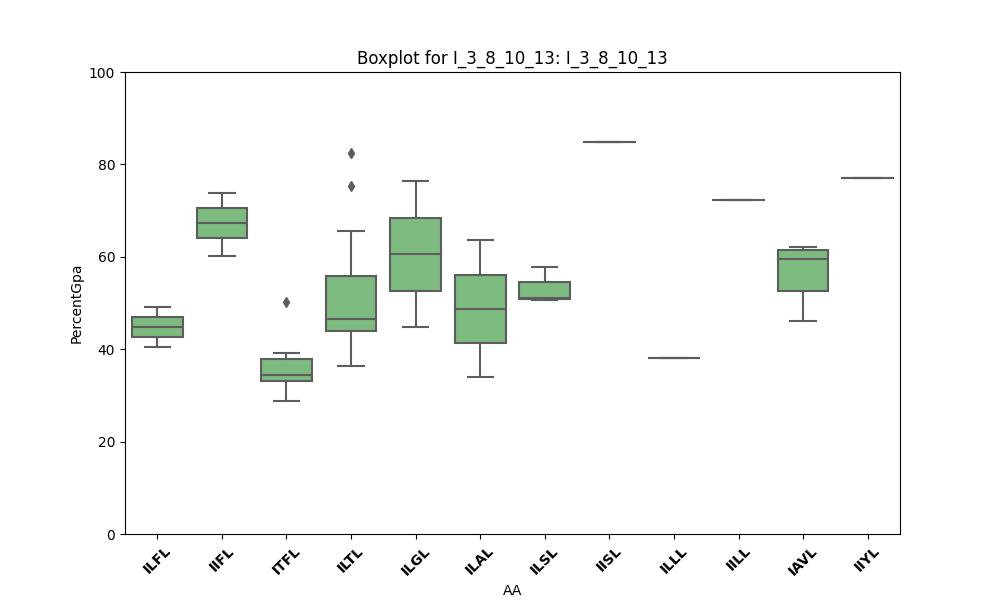 Boxplot for I_3_8_10_13: I_3_8_10_13
PercentGpa
100
80
60
40
20
0
ILFL IIFL ITFL ILTL ILGL ILAL ILSL IISL ILLL IILL IAVL IIYL
AA